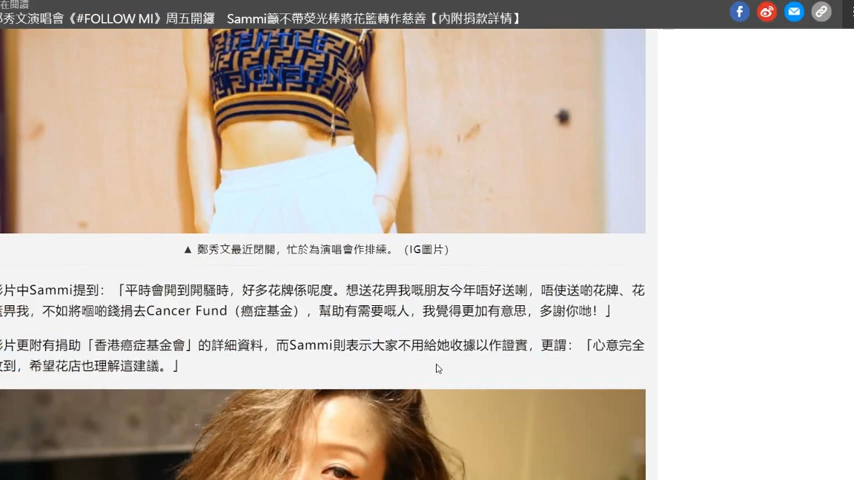 在閱讀
鄭秀文演唱會《#FOLLOW MI》周五開鑼 Sammi籲不帶熒光棒將花籃轉作慈善【內附捐款詳情】
▲ 鄭秀文最近閉關，忙於為演唱會作排練。 (IG圖片)
影片中Sammi提到：「平時會開到開騷時，好多花牌係呢度。想送花畀我嘅朋友今年唔好送喇，唔使送啲花牌、花
籃畀我，不如將嗰啲錢捐去Cancer Fund（癌症基金），幫助有需要嘅人，我覺得更加有意思，多謝你哋！」
影片更附有捐助「香港癌症基金會」的詳細資料，而Sammi則表示大家不用給她收據以作證實，更謂：「心意完全
收到，希望花店也理解這建議。」